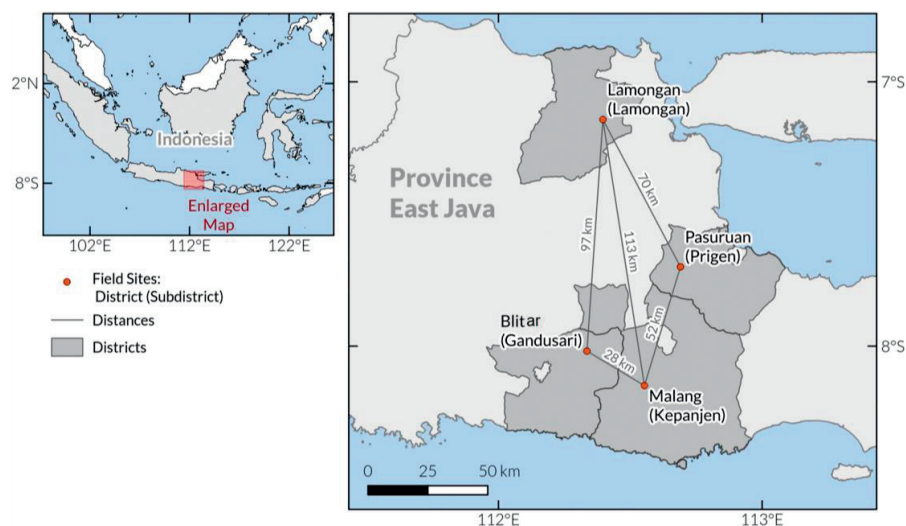 2°N
8°S
Indonesia
Enlarged
Map
102°E
112°E
122°E
Field Sites:
District (Subdistrict)
Distances
Districts
Lamongan
(Lamongan)
Province
East Java
70 km
97 km
113 km
Pasuruan
(Prigen)
Blitar
(Gandusari)
52 km
28 km
Malang
(Kepanjen)
0
25
50 km
7°S
8°S
112°E
113°E